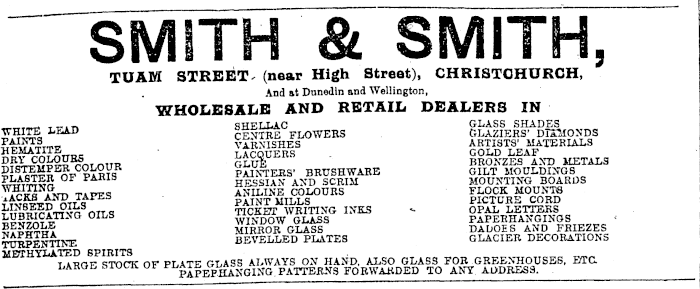 SMITH & SMITH,
TUAM STREET. (near High Street), CHRISTCHURCH,
And at Dunedin and Wellington,
WHOLESALE AND RETAIL DEALERS IN
WHITE LEAD
PAINTS
HEMATITE
DRY COLOURS
DISTEMPER COLOUR
PLASTER OF PARIS
WHITING
TACKS AND TAPES
LINSEED OILS
LUBRICATING OILS
BENZOLE
NAPHTHA
TURPENTINE
METHYLATED SPIRITS
SHELLAC
CENTRE FLOWERS
VARNISHES
LACQUERS
GLUE
PAINTERS' BRUSHWARE
HESSIAN AND SCRIM
ANILINE COLOURS
PAINT MILLS
TICKET WRITING INKS
WINDOW GLASS
MIRROR GLASS
BEVELLED PLATES
GLASS SHADES
GLAZIERS' DIAMONDS
ARTISTS' MATERIALS
GOLD LEAF
BRONZES AND METALS
GILT MOULDINGS
MOUNTING BOARDS
FLOCK MOUNTS
PICTURE CORD
OPAL LETTERS
PAPERHANGINGS
DADOES AND FRIEZES
GLACIER DECORATIONS
LARGE STOCK OF PLATE GLASS ALWAYS ON HAND, ALSO GLASS FOR GREENHOUSES, ETC.
PAPEPHANGING PATTERNS FORWARDED TO ANY ADDRESS.